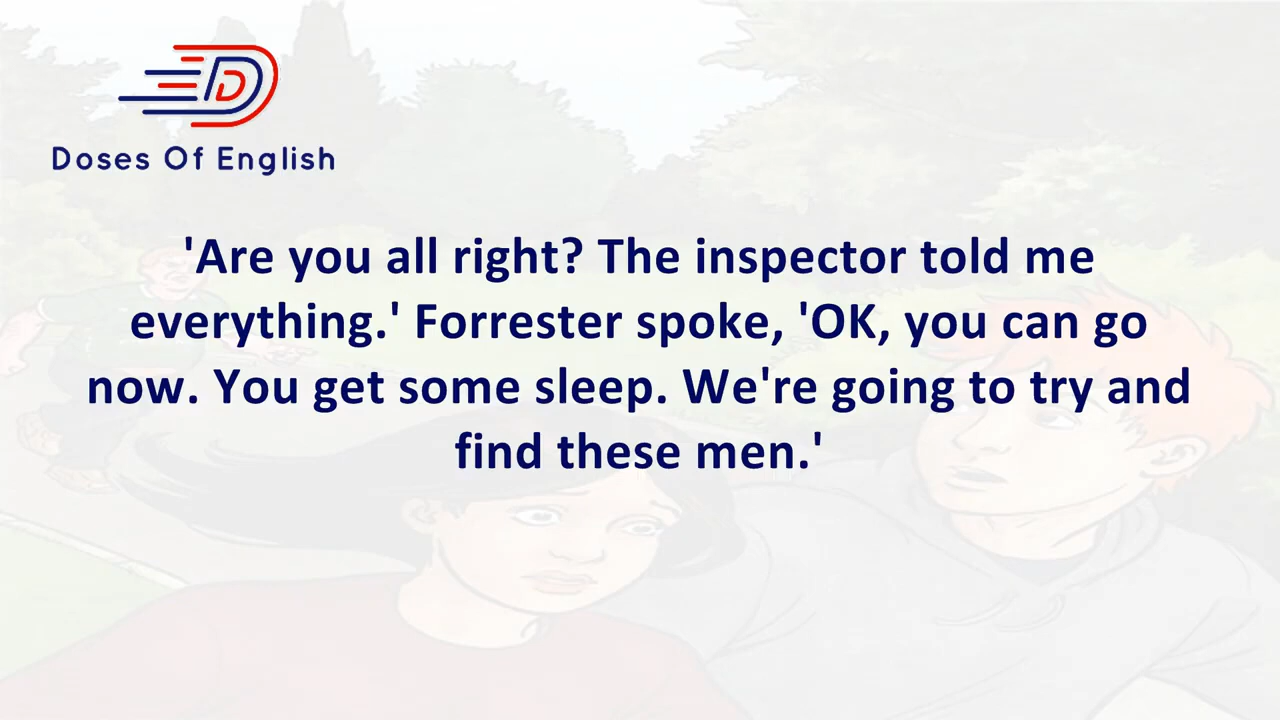 Doses Of English
'Are you all right? The inspector told me
everything.' Forrester spoke, 'OK, you can go
now. You get some sleep. We're going to try and
find these men.'